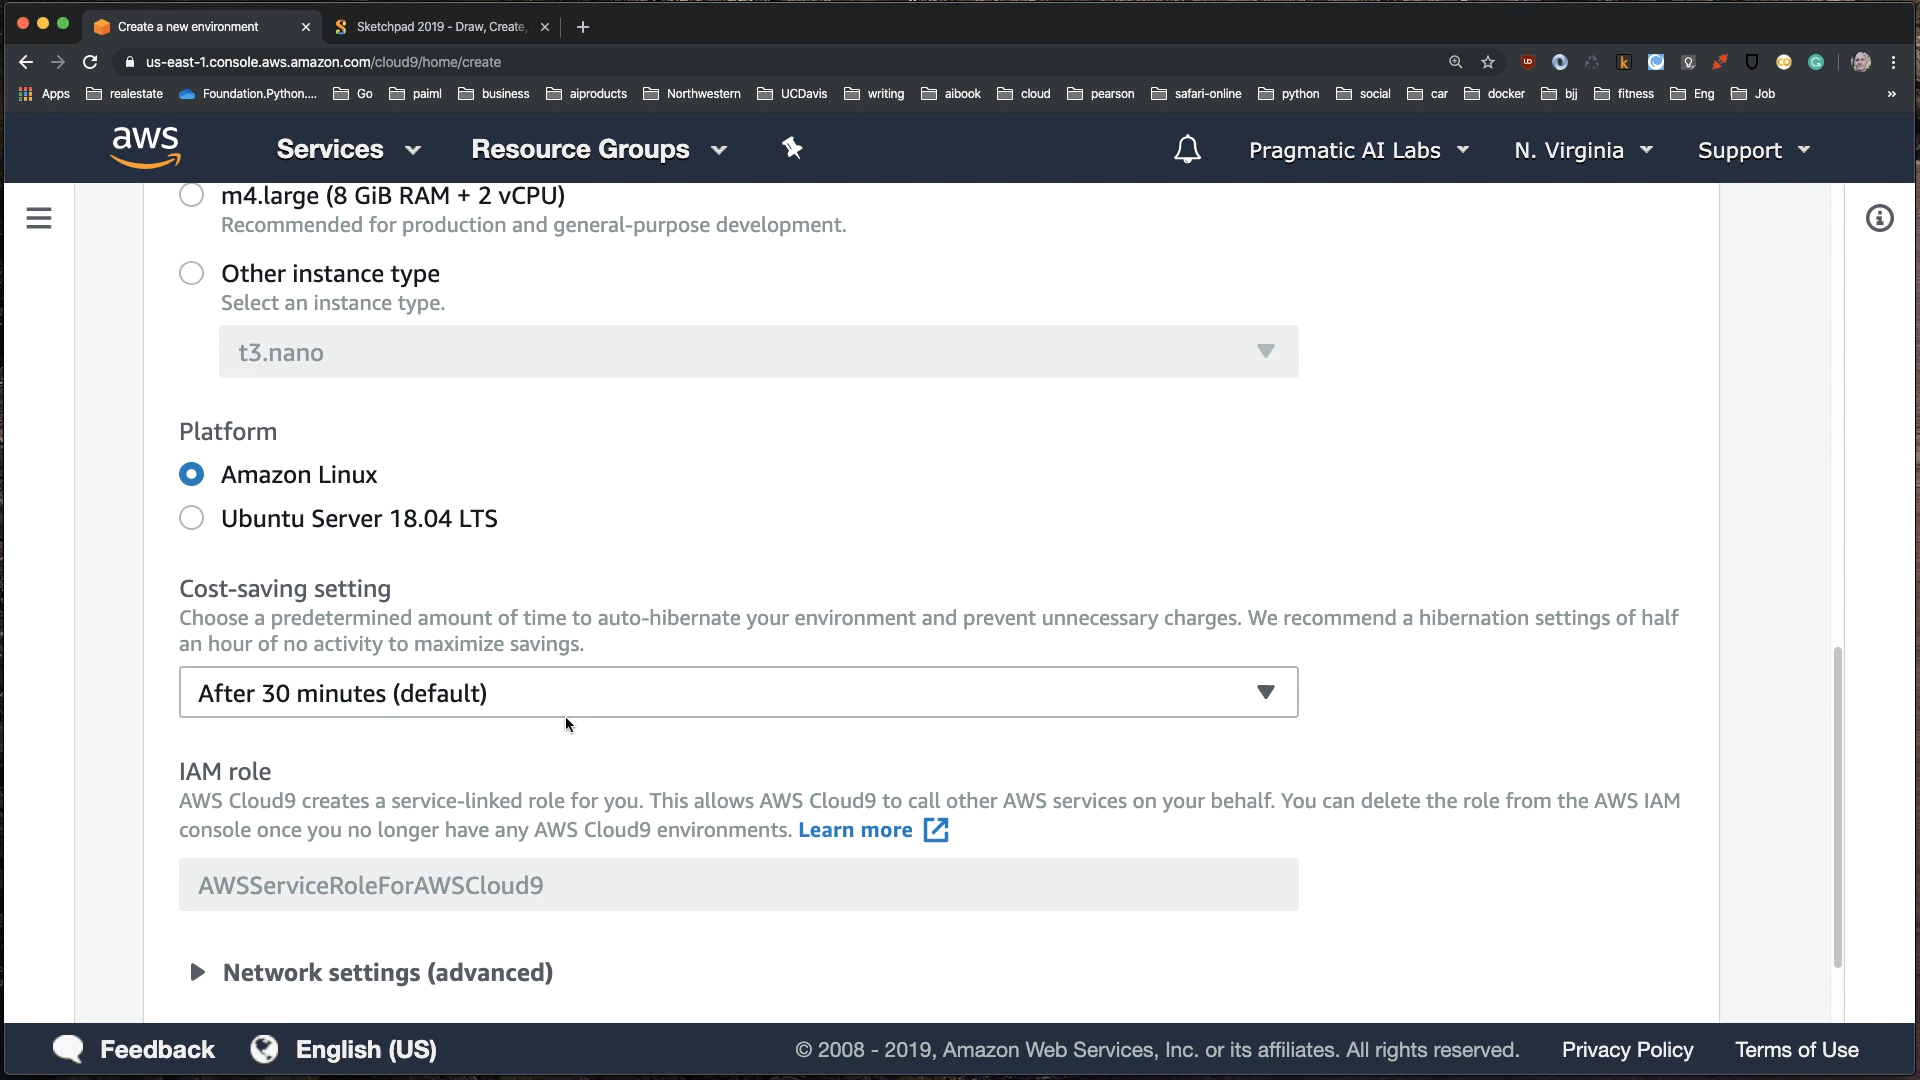 Create a new environment
Sketchpad 2019 - Draw, Create,
us-east-1.console.aws.amazon.com/cloud9/home/create
Apps realestate Foundation.Python.... Go paiml business aiproducts Northwestern UCDavis writing aibook cloud pearson safari-online python social car docker bjj fitness Eng Job »
aws Services Resource Groups Pragmatic AI Labs N. Virginia Support
m4.large (8 GiB RAM + 2 vCPU)
Recommended for production and general-purpose development.
Other instance type
Select an instance type.
t3.nano
Platform
Amazon Linux
Ubuntu Server 18.04 LTS
Cost-saving setting
Choose a predetermined amount of time to auto-hibernate your environment and prevent unnecessary charges. We recommend a hibernation settings of half
an hour of no activity to maximize savings.
After 30 minutes (default)
IAM role
AWS Cloud9 creates a service-linked role for you. This allows AWS Cloud9 to call other AWS services on your behalf. You can delete the role from the AWS IAM
console once you no longer have any AWS Cloud9 environments. Learn more
AWSServiceRoleForAWSCloud9
Network settings (advanced)
Feedback English (US) © 2008 - 2019, Amazon Web Services, Inc. or its affiliates. All rights reserved. Privacy Policy Terms of Use